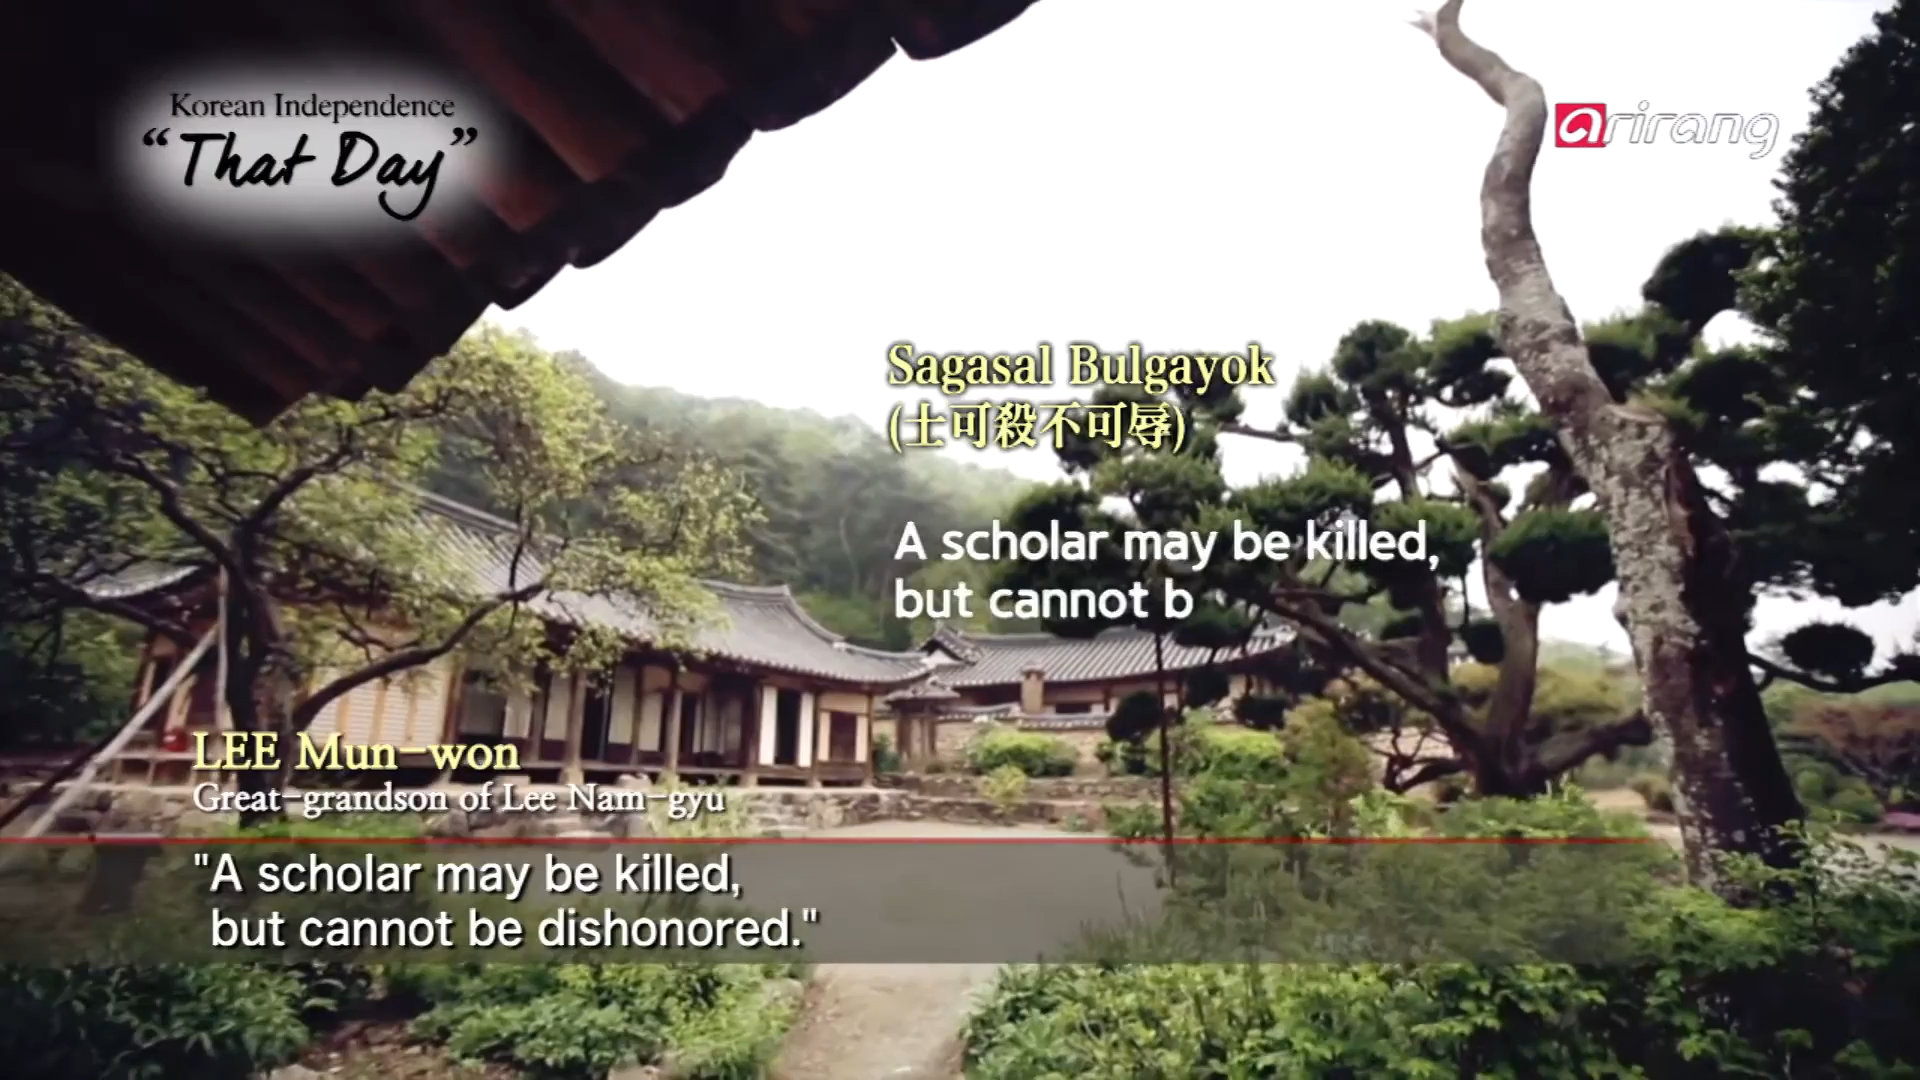 Korean Independence
"That Day"
arirang
Sagasal Bulgayok
(士可殺不可辱)
A scholar may be killed,
but cannot b
LEE Mun-won
Great-grandson of Lee Nam-gyu
"A scholar may be killed,
but cannot be dishonored."